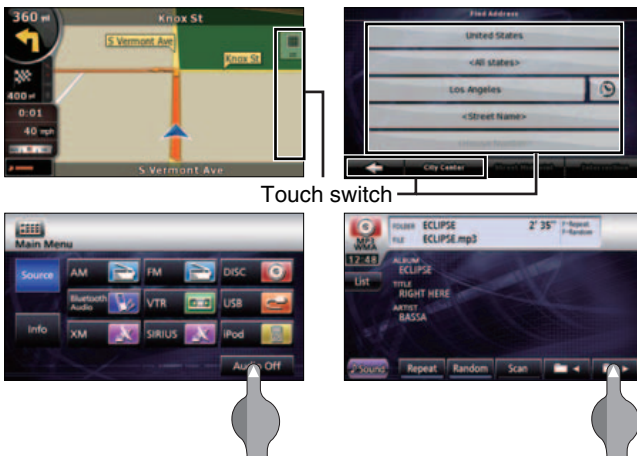 360
Knox St
S Vermont Ave
Knox St
400
0:01
40 mph
S Vermont Ave
Find Address
United States
<All states>
Los Angeles
<Street Name>
City Center
Touch switch
Main Menu
Source
AM
FM
DISC
Bluetooth Audio
VTR
USB
Info
XM
SIRIUS
iPod
Audio Off
MP3
WMA
FOLDER ECLIPSE 2' 35"
FILE ECLIPSE.mp3
F-Repeat
F-Random
12:48
List
ALBUM
ECLIPSE
TITLE
RIGHT HERE
ARTIST
BASSA
Sound
Repeat
Random
Scan